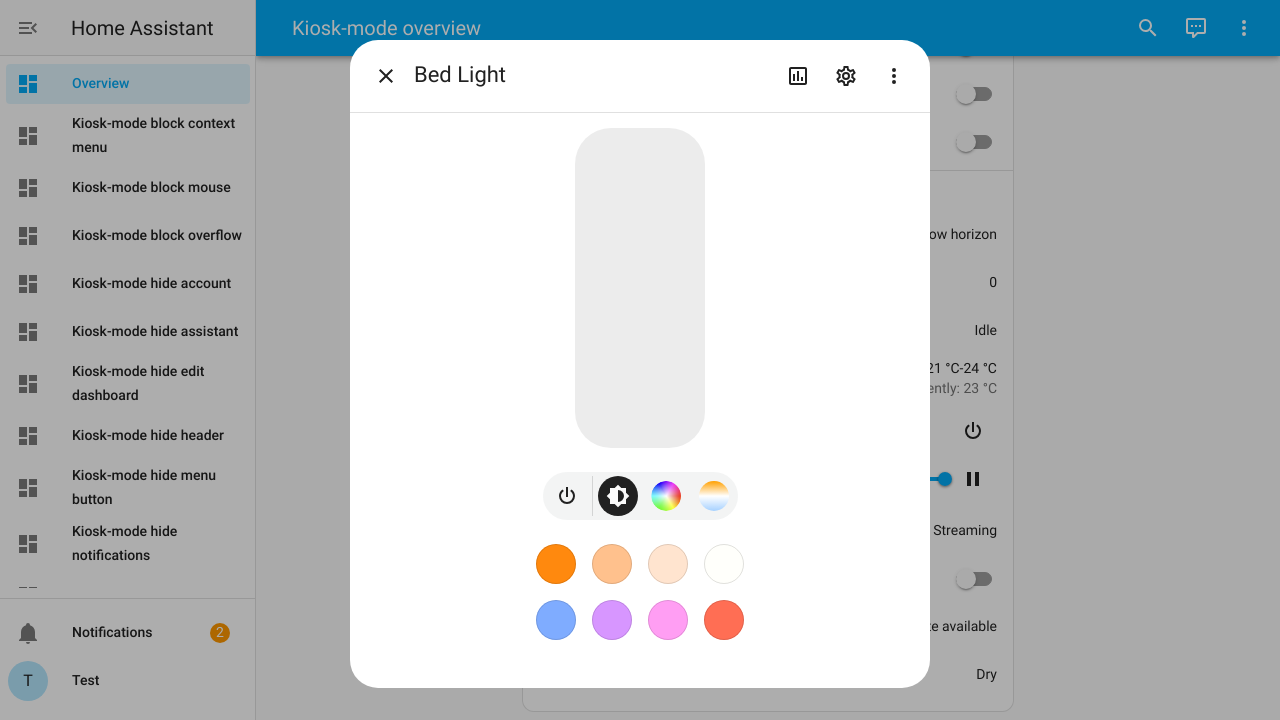 Home Assistant
Kiosk-mode overview
Overview
Kiosk-mode block context
menu
Kiosk-mode block mouse
Kiosk-mode block overflow
Kiosk-mode hide account
Kiosk-mode hide assistant
Kiosk-mode hide edit
dashboard
Kiosk-mode hide header
Kiosk-mode hide menu
button
Kiosk-mode hide
notifications
Notifications
2
T
Test
Bed Light
horizon
0
Idle
21 °C-24 °C
23 °C
Streaming
available
Dry